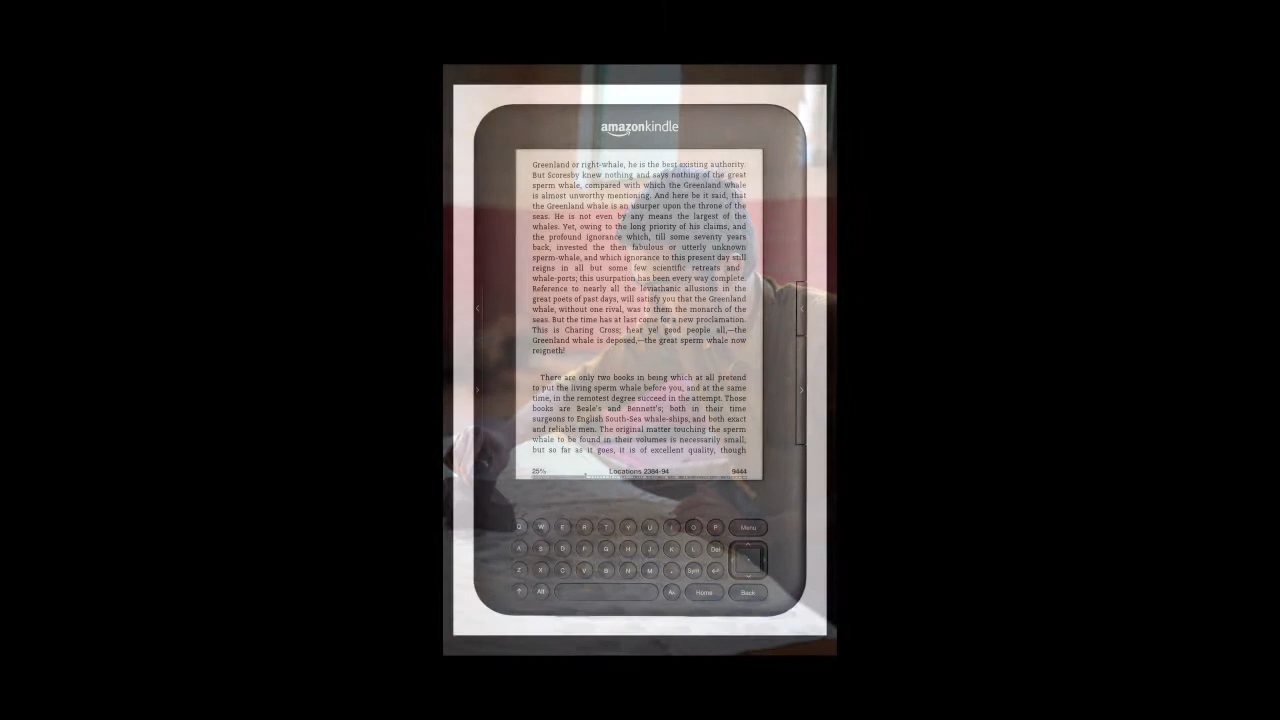 amazonkindle
Greenland or right-whale, he is the best existing authority.
But Scoresby knew nothing and says nothing of the great
sperm whale, compared with which the Greenland whale
is almost unworthy mentioning. And here be it said, that
the Greenland whale is an usurper upon the throne of the
seas. He is not even by any means the largest of the
whales. Yet, owing to the long priority of his claims, and
the profound ignorance which, till some seventy years
back, invested the then fabulous or utterly unknown
sperm-whale, and which ignorance to this present day still
reigns in all but some few scientific retreats and
whale-ports; this usurpation has been every way complete.
Reference to nearly all the leviathanic allusions in the
great poets of past days, will satisfy you that the Greenland
whale, without one rival, was to them the monarch of the
seas. But the time has at last come for a new proclamation.
This is Charing Cross; hear ye! good people all,—the
Greenland whale is deposed,—the great sperm whale now
reigneth!
There are only two books in being which at all pretend
to put the living sperm whale before you, and at the same
time, in the remotest degree succeed in the attempt. Those
books are Beale's and Bennett's; both in their time
surgeons to English South-Sea whale-ships, and both exact
and reliable men. The original matter touching the sperm
whale to be found in their volumes is necessarily small;
but so far as it goes, it is of excellent quality, though
25% Locations 2384-94 9444
Q W E R T Y U I O P Menu
A S D F G H J K L Del
Z X C V B N M . Sym
Alt Aa Home Back